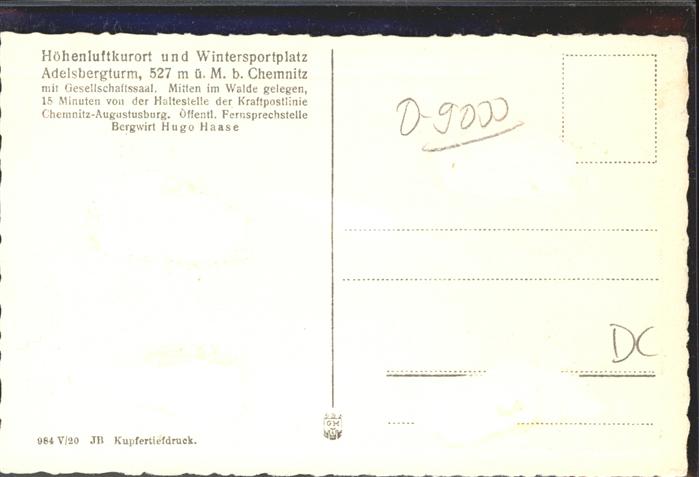 Höhenluftkurort und Wintersportplatz
Adelsbergturm, 527 m ü. M. b. Chemnitz
mit Gesellschaftssaal. Mitten im Walde gelegen,
15 Minuten von der Haltestelle der Kraftpostlinie
Chemnitz-Augustusburg. Öffentl. Fernsprechstelle
Bergwirt Hugo Haase
O-9000
DC
984 V/20 JB Kupfertiefdruck.